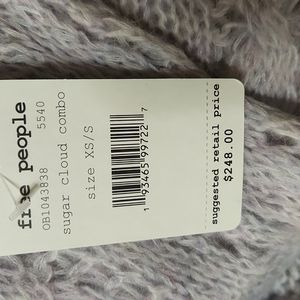 free people
OB1043838 5540
sugar cloud combo
size XS/S
1 93465 99722 7
suggested retail price
$248.00